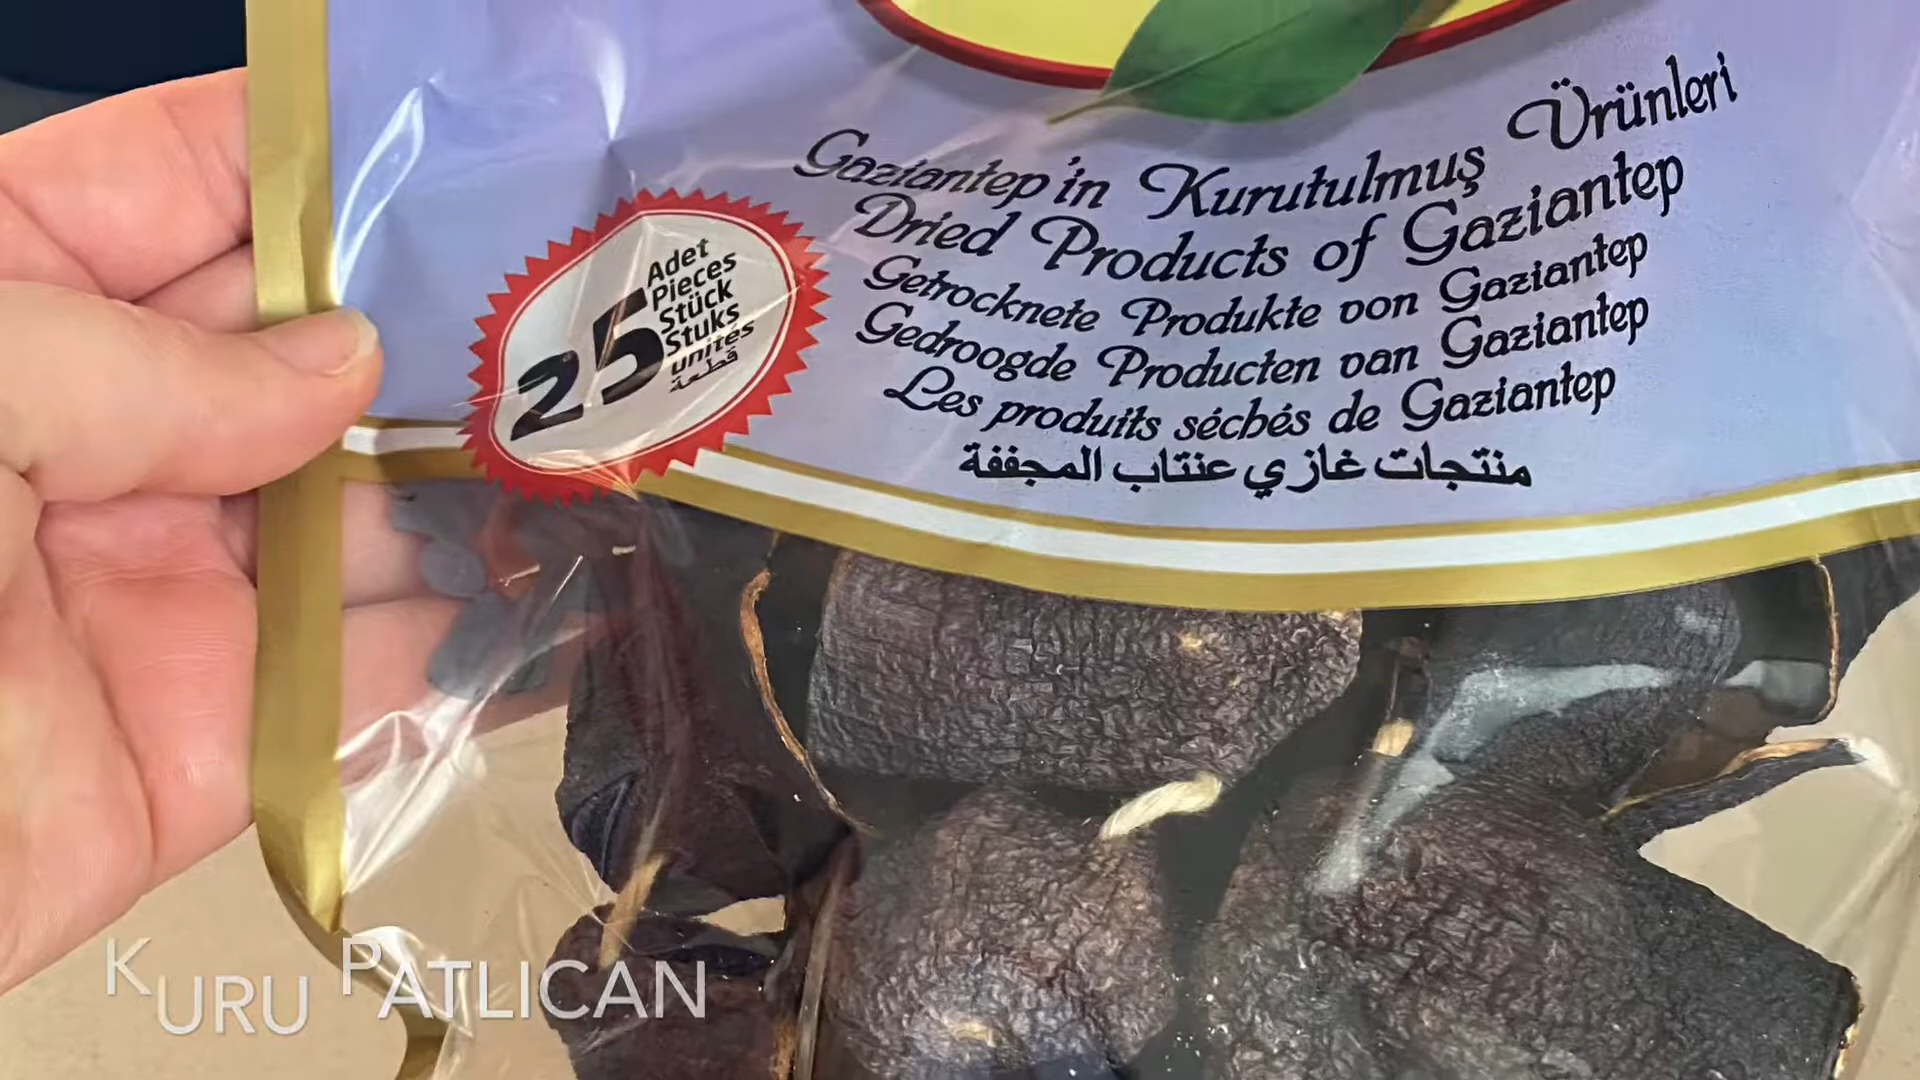 Gaziantep'in Kurutulmuş Ürünleri
Dried Products of Gaziantep
Getrocknete Produkte von Gaziantep
Gedroogde Producten van Gaziantep
Les produits séchés de Gaziantep
منتجات غازي عنتاب المجففة
25
Adet
Pieces
Stück
Stuks
unités
قطعة
KURU PATLICAN